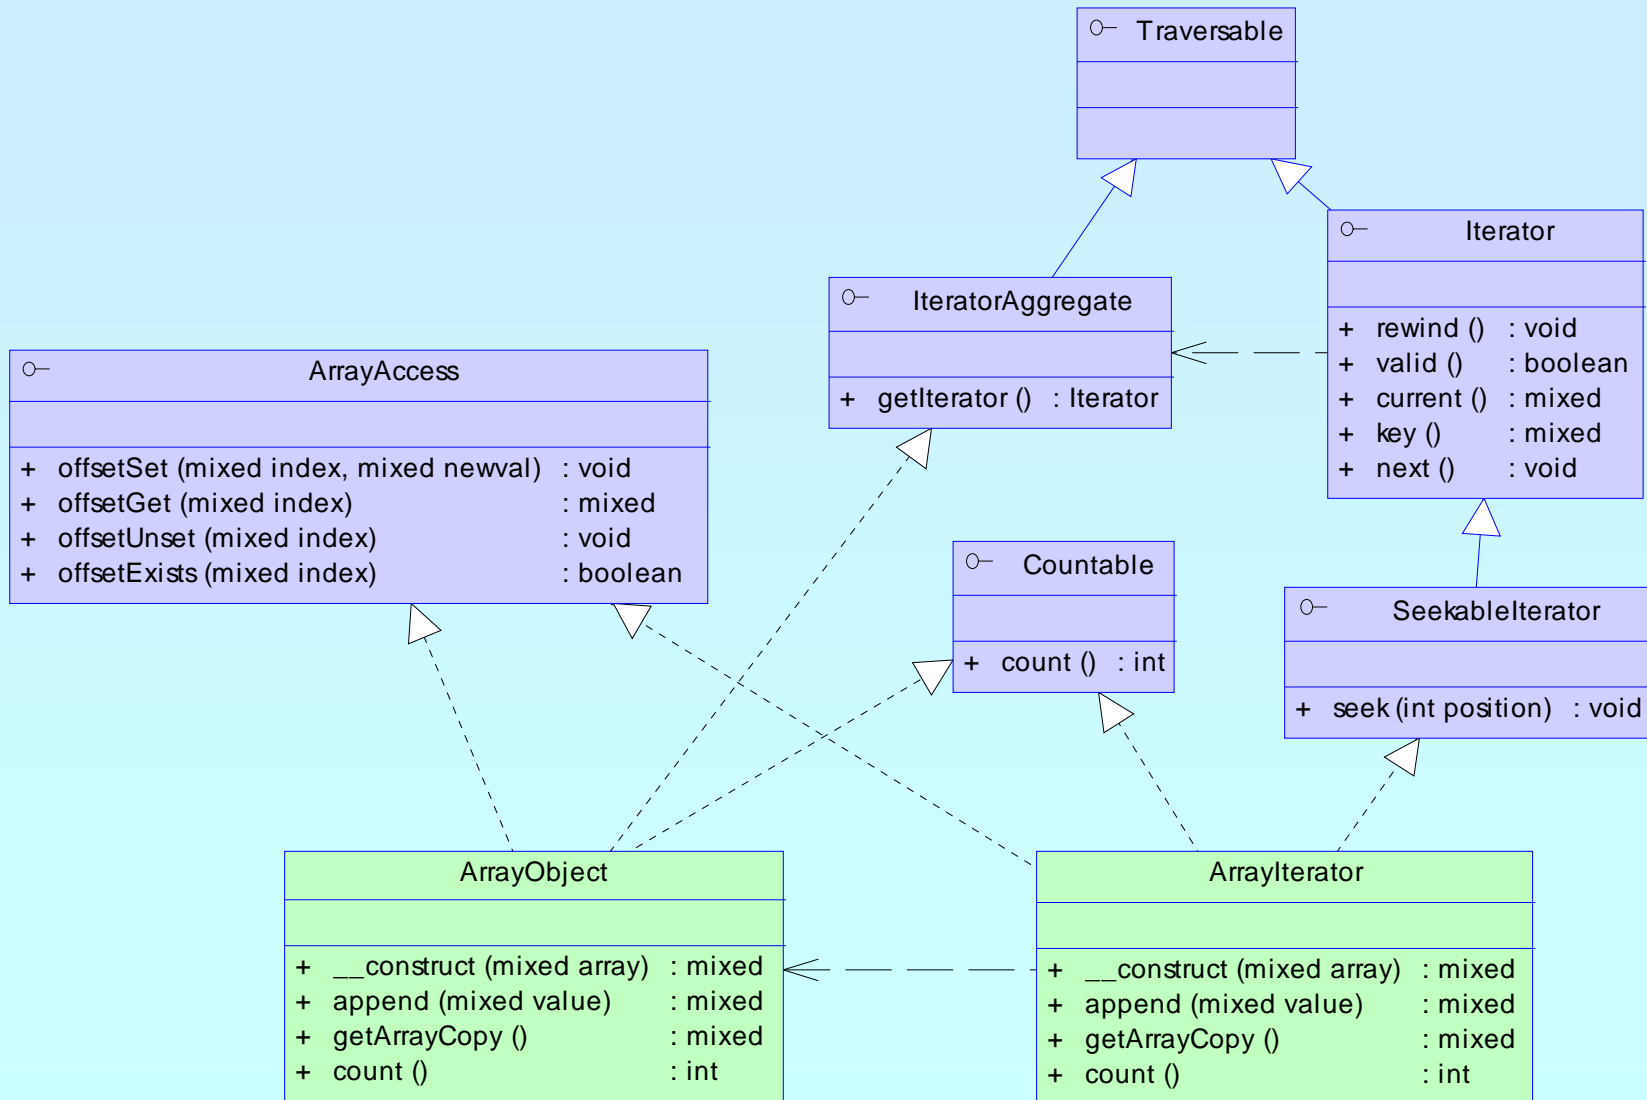 Traversable
Iterator
+ rewind () : void
+ valid () : boolean
+ current () : mixed
+ key () : mixed
+ next () : void
IteratorAggregate
+ getIterator () : Iterator
ArrayAccess
+ offsetSet (mixed index, mixed newval) : void
+ offsetGet (mixed index) : mixed
+ offsetUnset (mixed index) : void
+ offsetExists (mixed index) : boolean
Countable
+ count () : int
SeekableIterator
+ seek (int position) : void
ArrayObject
+ __construct (mixed array) : mixed
+ append (mixed value) : mixed
+ getArrayCopy () : mixed
+ count () : int
ArrayIterator
+ __construct (mixed array) : mixed
+ append (mixed value) : mixed
+ getArrayCopy () : mixed
+ count () : int